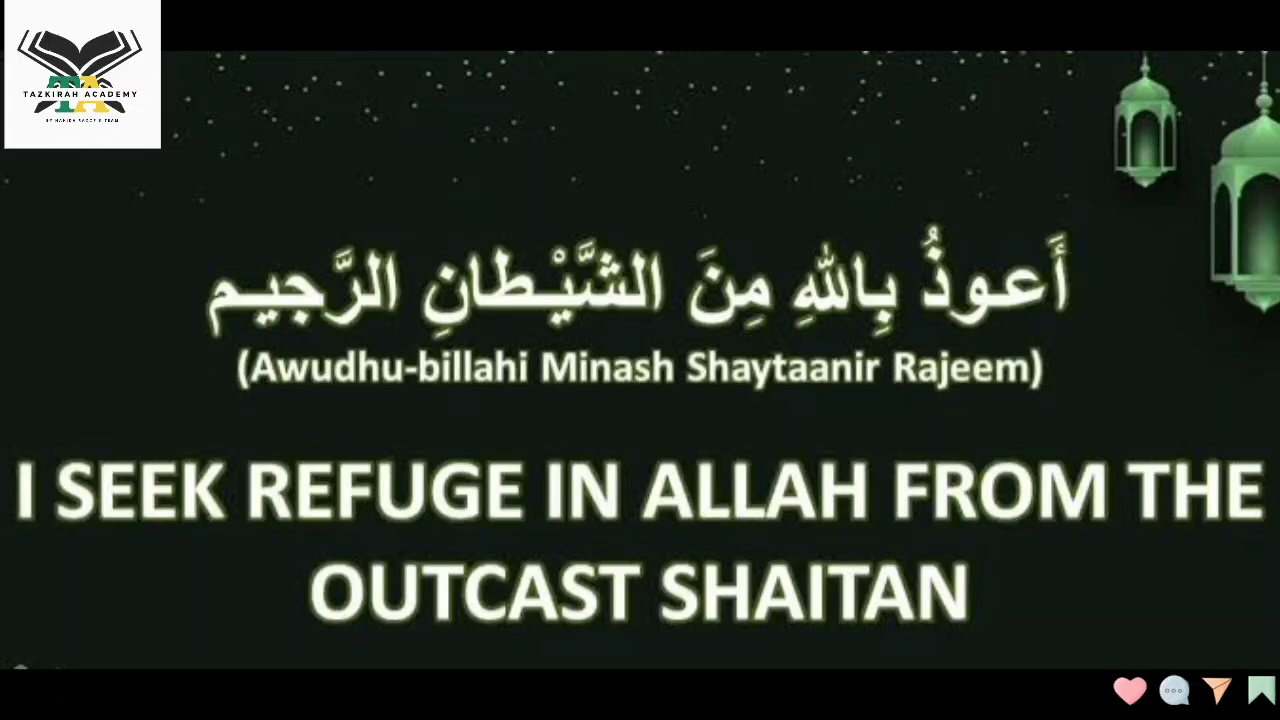 TA
TAZKIRAH ACADEMY
أَعوذُ بِاللهِ مِنَ الشَّيْطانِ الرَّجيم
(Awudhu-billahi Minash Shaytaanir Rajeem)
I SEEK REFUGE IN ALLAH FROM THE
OUTCAST SHAITAN